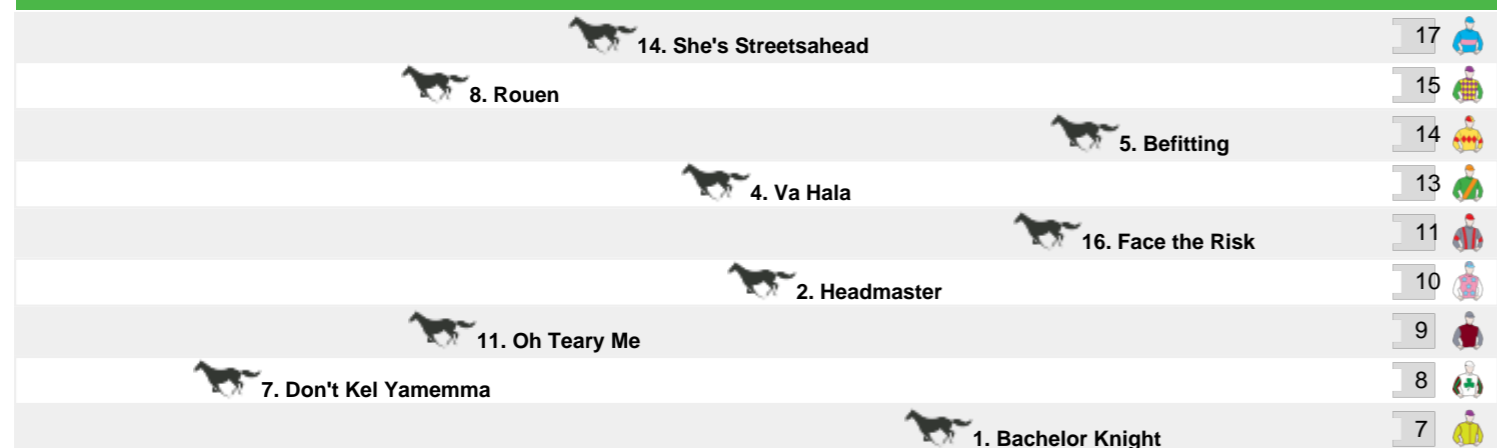 14. She's Streetsahead 17
8. Rouen 15
5. Befitting 14
4. Va Hala 13
16. Face the Risk 11
2. Headmaster 10
11. Oh Teary Me 9
7. Don't Kel Yamemma 8
1. Bachelor Knight 7